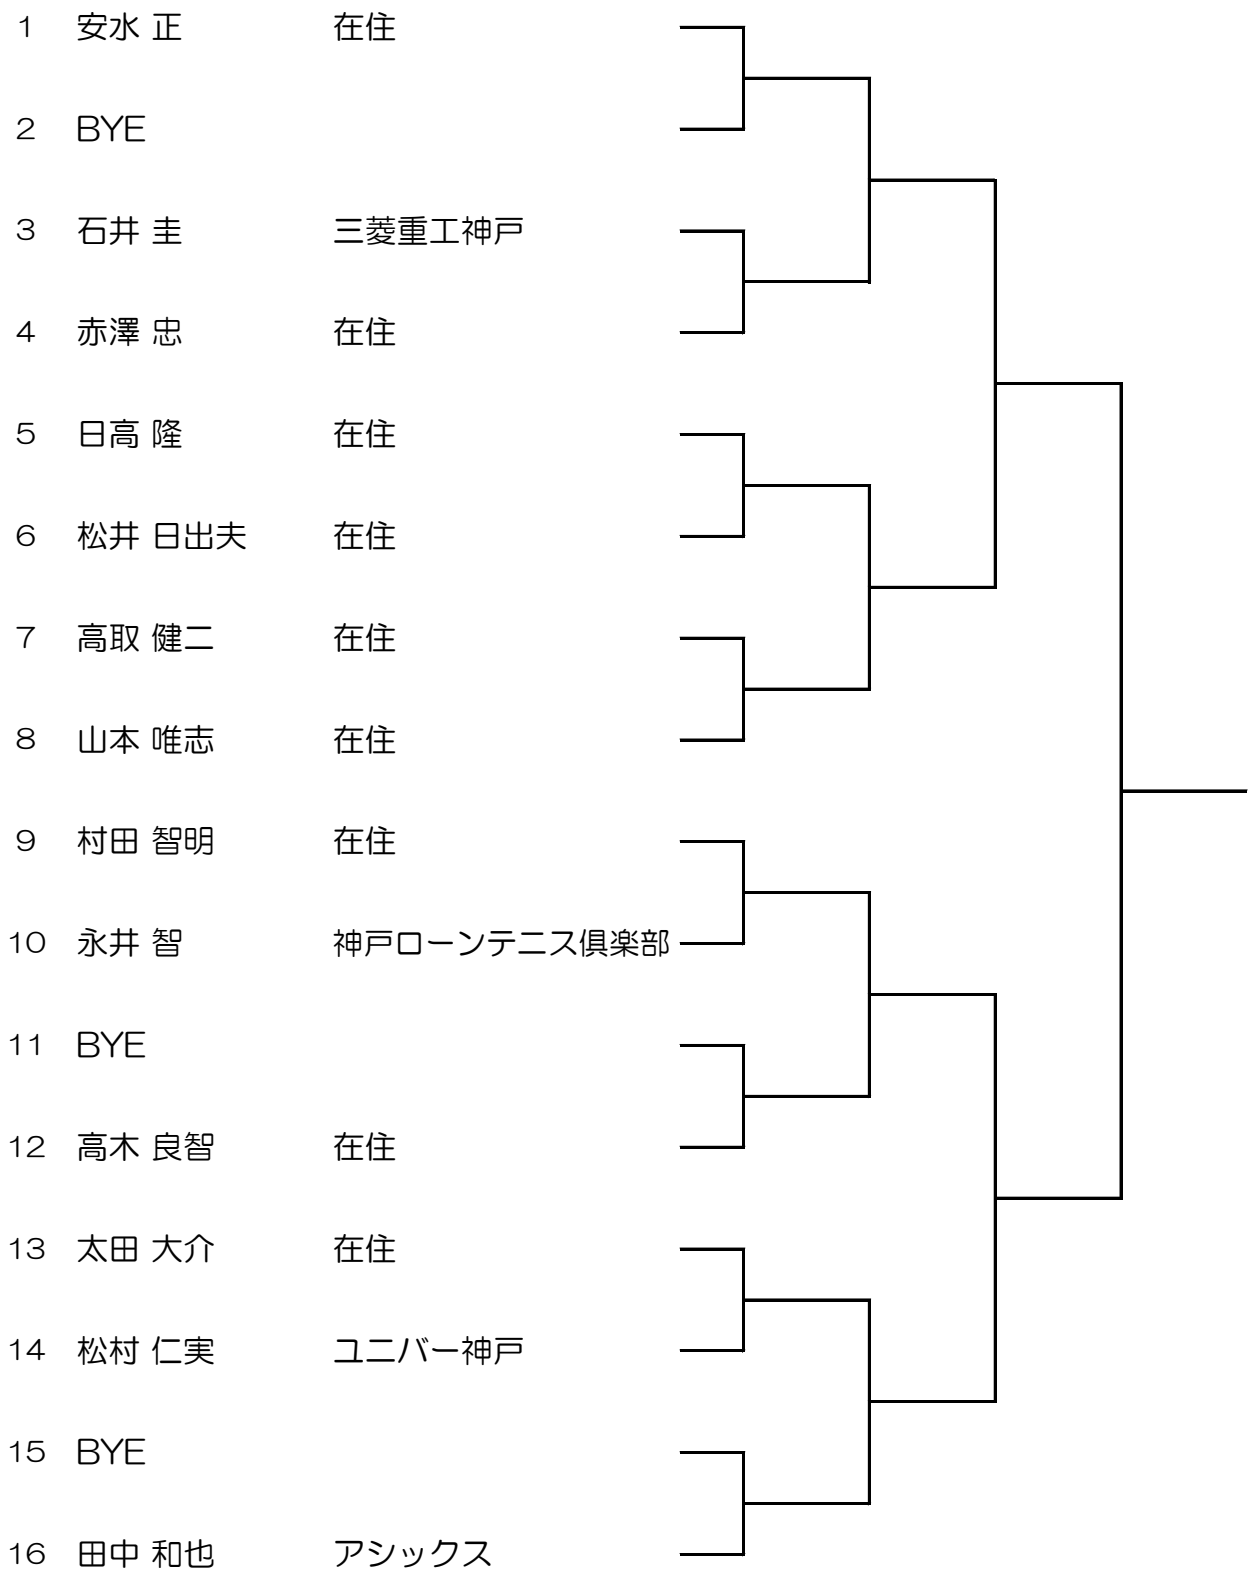 1 安水 正 在住
2 BYE
3 石井 圭 三菱重工神戸
4 赤澤 忠 在住
5 日高 隆 在住
6 松井 日出夫 在住
7 高取 健二 在住
8 山本 唯志 在住
9 村田 智明 在住
10 永井 智 神戸ローンテニス倶楽部
11 BYE
12 高木 良智 在住
13 太田 大介 在住
14 松村 仁実 ユニバー神戸
15 BYE
16 田中 和也 アシックス